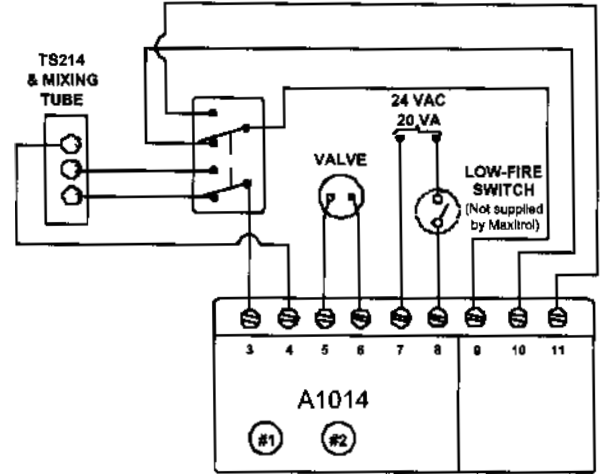 TS214
& MIXING
TUBE
24 VAC
20 VA
VALVE
LOW-FIRE
SWITCH
(Not supplied
by Maxitrol)
3 4 5 6 7 8 9 10 11
A1014
#1 #2